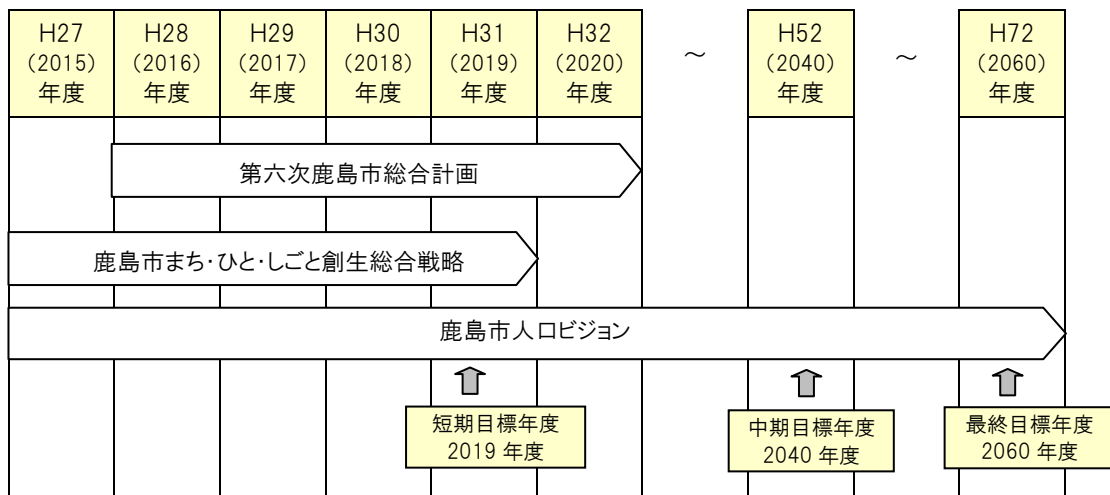 H27
(2015)
年度
H28
(2016)
年度
H29
(2017)
年度
H30
(2018)
年度
H31
(2019)
年度
H32
(2020)
年度
～
H52
(2040)
年度
～
H72
(2060)
年度
第六次鹿島市総合計画
鹿島市まち・ひと・しごと創生総合戦略
鹿島市人口ビジョン
短期目標年度
2019 年度
中期目標年度
2040 年度
最終目標年度
2060 年度